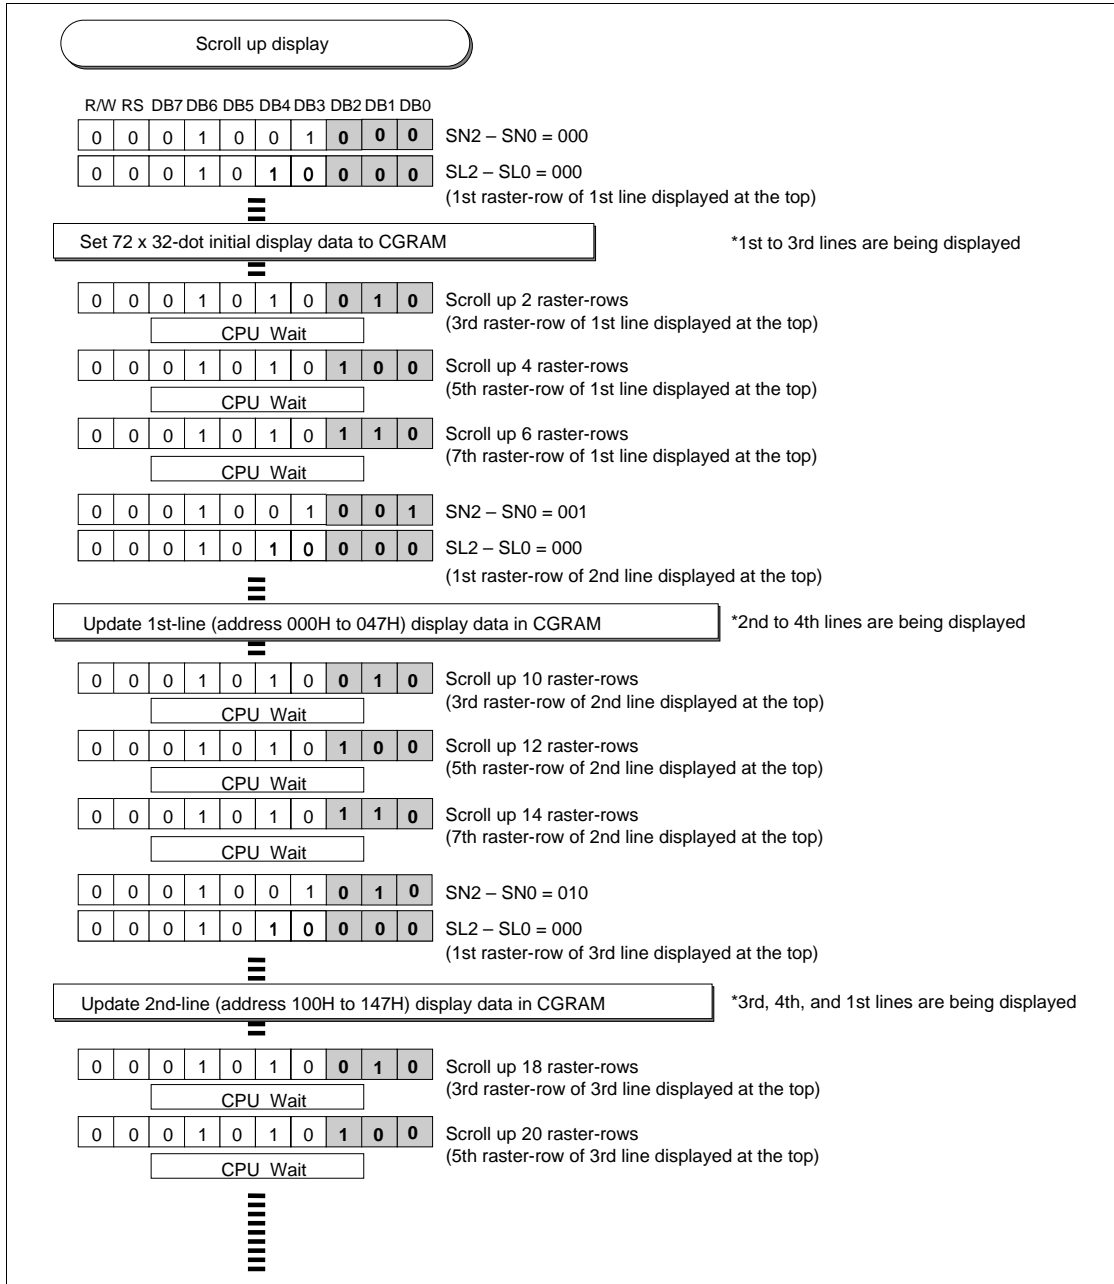 Scroll up display
R/W RS DB7 DB6 DB5 DB4 DB3 DB2 DB1 DB0
0 0 0 1 0 0 1 0 0 0 SN2 – SN0 = 000
0 0 0 1 0 1 0 0 0 0 SL2 – SL0 = 000
(1st raster-row of 1st line displayed at the top)
Set 72 x 32-dot initial display data to CGRAM *1st to 3rd lines are being displayed
0 0 0 1 0 1 0 0 1 0 Scroll up 2 raster-rows
(3rd raster-row of 1st line displayed at the top)
CPU Wait
0 0 0 1 0 1 0 1 0 0 Scroll up 4 raster-rows
(5th raster-row of 1st line displayed at the top)
CPU Wait
0 0 0 1 0 1 0 1 1 0 Scroll up 6 raster-rows
(7th raster-row of 1st line displayed at the top)
CPU Wait
0 0 0 1 0 0 1 0 0 1 SN2 – SN0 = 001
0 0 0 1 0 1 0 0 0 0 SL2 – SL0 = 000
(1st raster-row of 2nd line displayed at the top)
Update 1st-line (address 000H to 047H) display data in CGRAM *2nd to 4th lines are being displayed
0 0 0 1 0 1 0 0 1 0 Scroll up 10 raster-rows
(3rd raster-row of 2nd line displayed at the top)
CPU Wait
0 0 0 1 0 1 0 1 0 0 Scroll up 12 raster-rows
(5th raster-row of 2nd line displayed at the top)
CPU Wait
0 0 0 1 0 1 0 1 1 0 Scroll up 14 raster-rows
(7th raster-row of 2nd line displayed at the top)
CPU Wait
0 0 0 1 0 0 1 0 1 0 SN2 – SN0 = 010
0 0 0 1 0 1 0 0 0 0 SL2 – SL0 = 000
(1st raster-row of 3rd line displayed at the top)
Update 2nd-line (address 100H to 147H) display data in CGRAM *3rd, 4th, and 1st lines are being displayed
0 0 0 1 0 1 0 0 1 0 Scroll up 18 raster-rows
(3rd raster-row of 3rd line displayed at the top)
CPU Wait
0 0 0 1 0 1 0 1 0 0 Scroll up 20 raster-rows
(5th raster-row of 3rd line displayed at the top)
CPU Wait